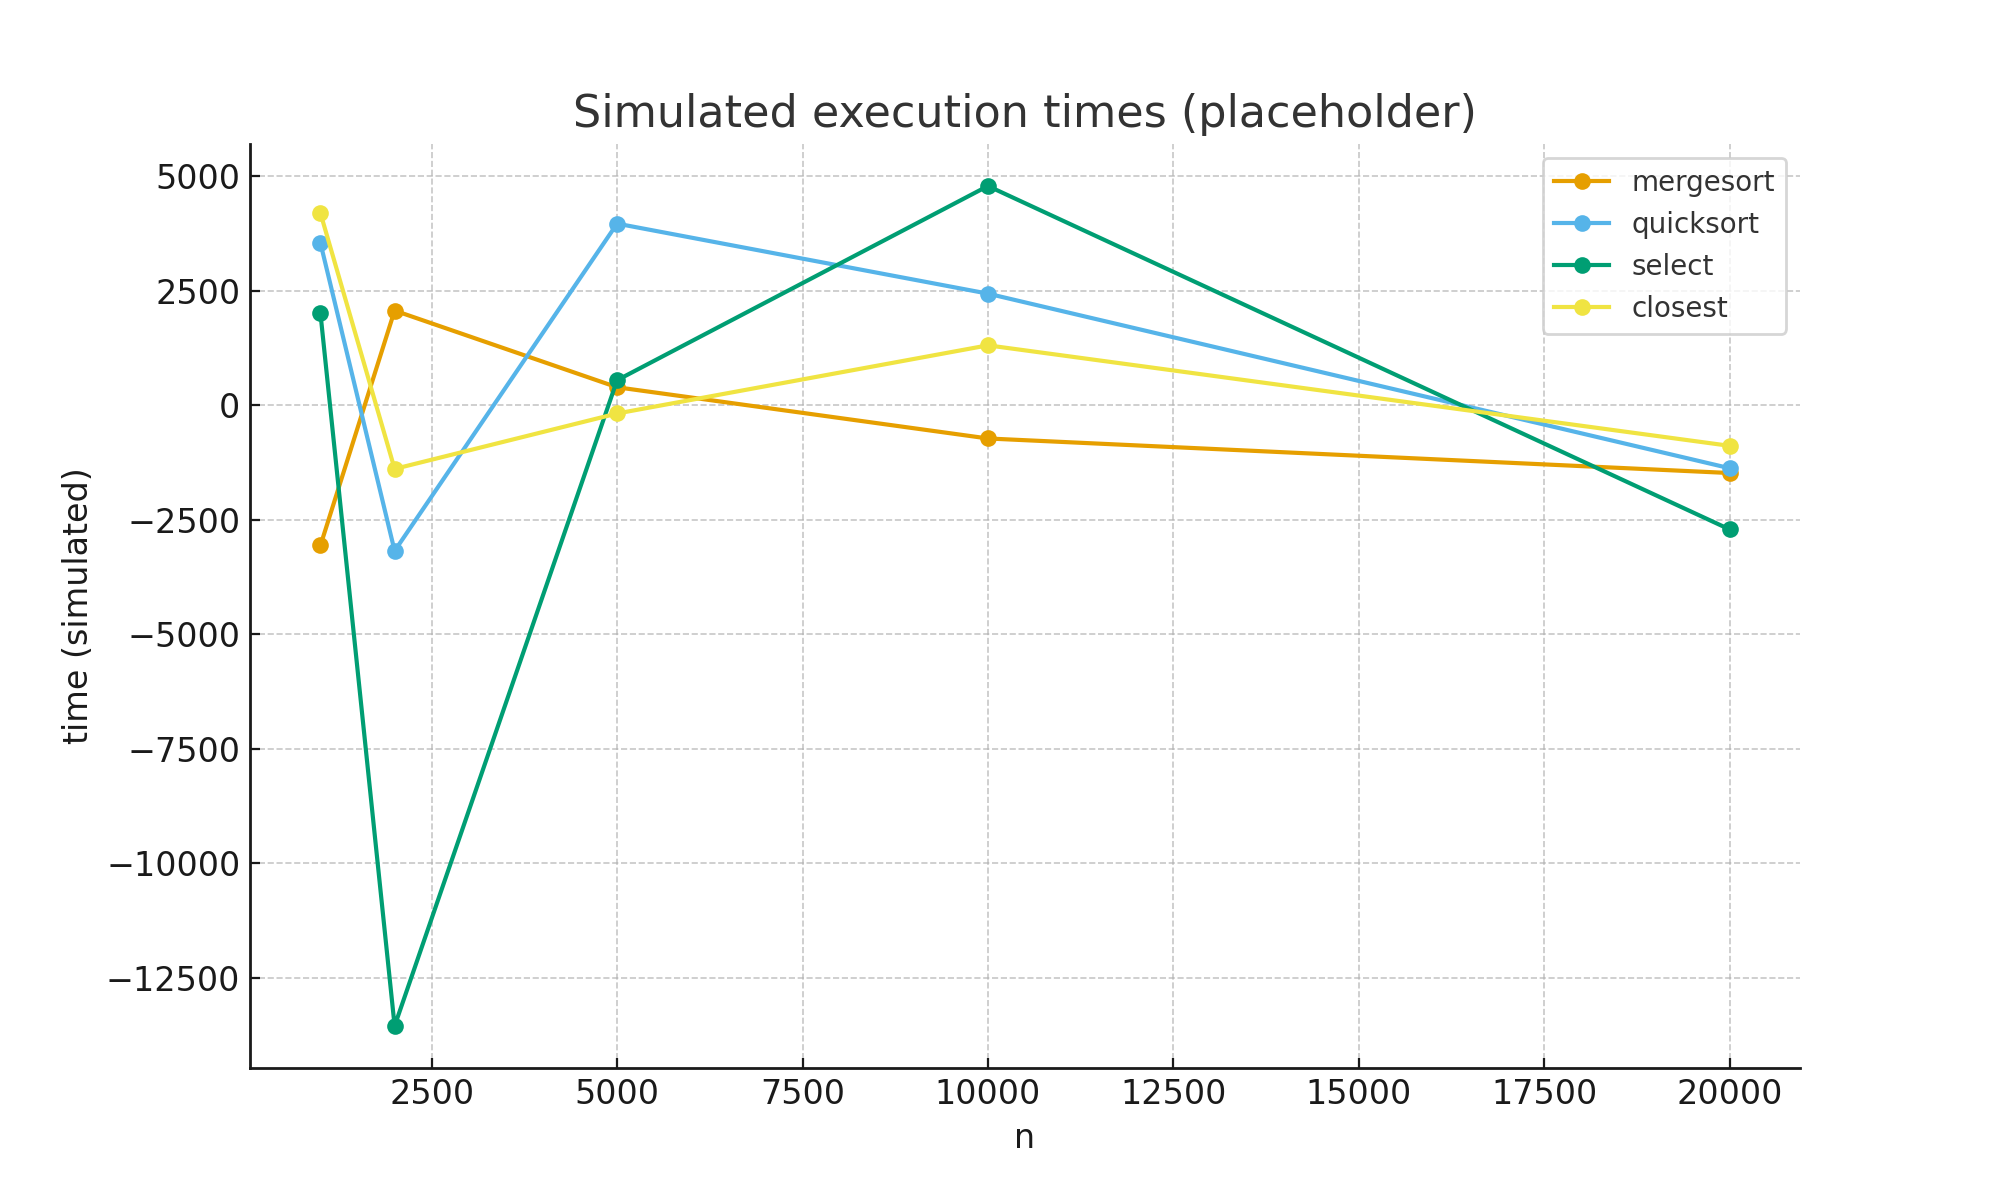 Simulated execution times (placeholder)
mergesort
quicksort
select
closest
time (simulated)
5000
2500
0
−2500
−5000
−7500
−10000
−12500
2500 5000 7500 10000 12500 15000 17500 20000
n